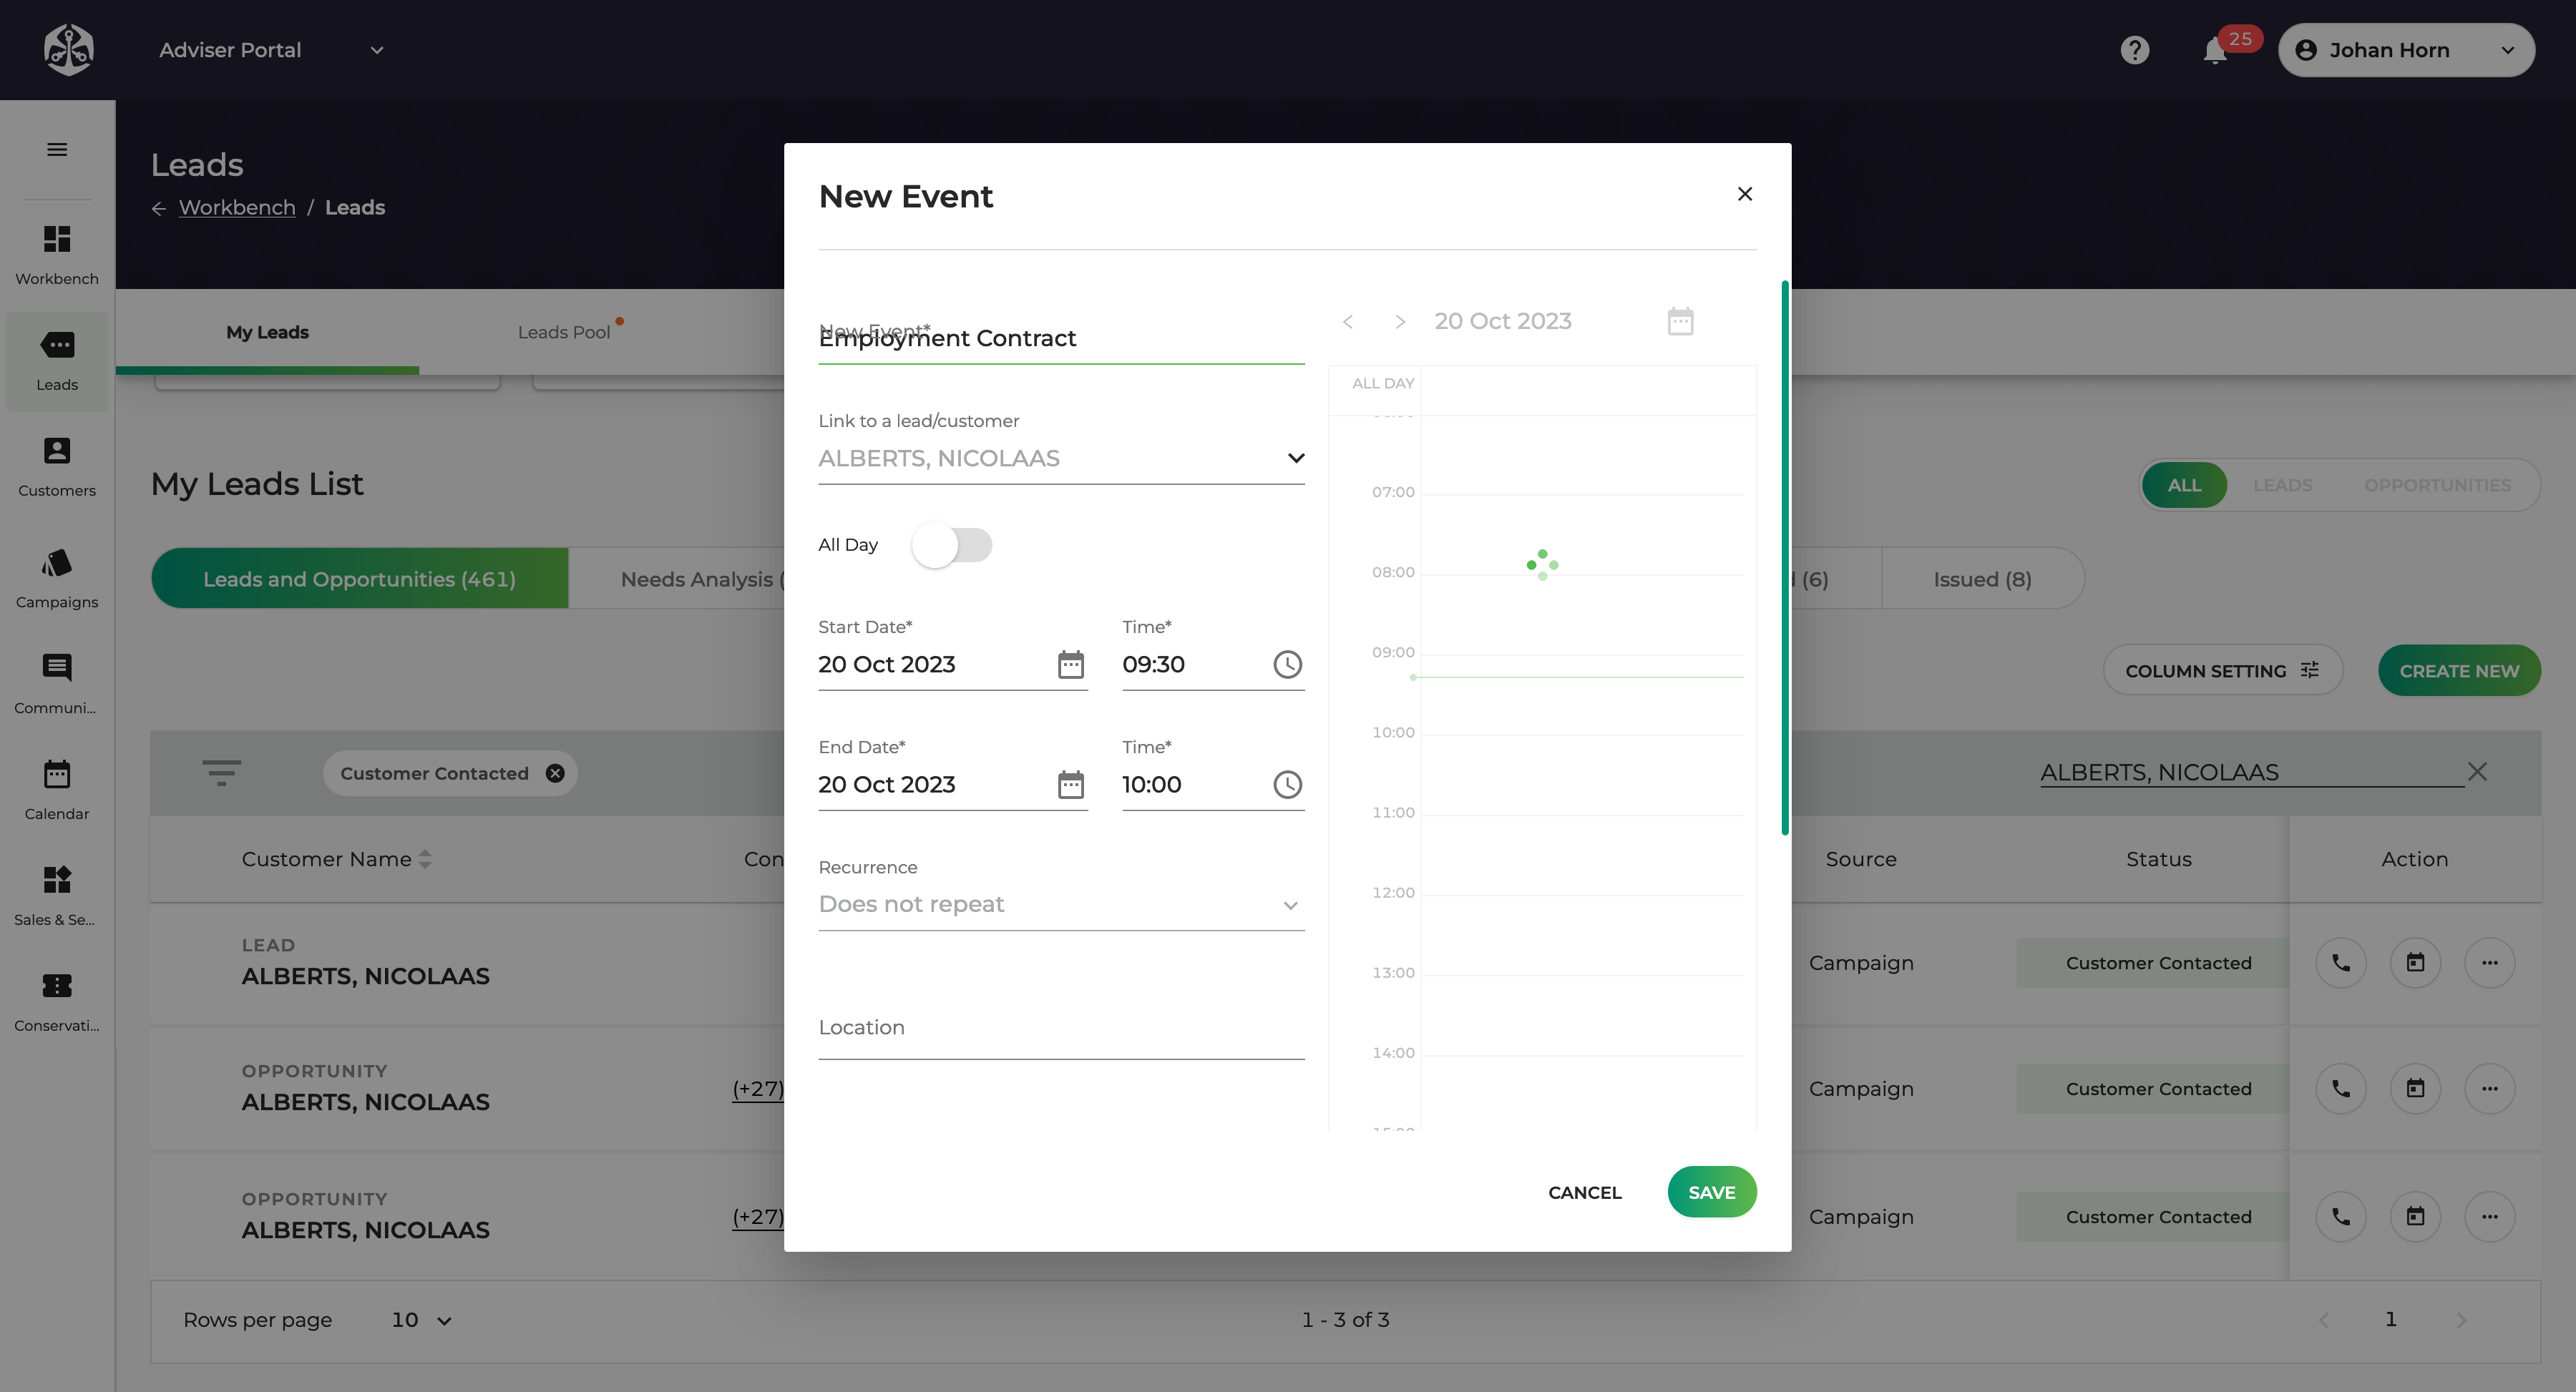 Adviser Portal
25
Johan Horn
Leads
Workbench / Leads
Workbench
Leads
Customers
Campaigns
Communi...
Calendar
Sales & Se...
Conservati...
My Leads
Leads Pool
My Leads List
ALL
LEADS
OPPORTUNITIES
Leads and Opportunities (461)
Needs Analysis (
(6)
Issued (8)
COLUMN SETTING
CREATE NEW
Customer Contacted
ALBERTS, NICOLAAS
Customer Name
Con
Source
Status
Action
LEAD
ALBERTS, NICOLAAS
Campaign
Customer Contacted
OPPORTUNITY
ALBERTS, NICOLAAS
(+27)
Campaign
Customer Contacted
OPPORTUNITY
ALBERTS, NICOLAAS
(+27)
Campaign
Customer Contacted
Rows per page
10
1 - 3 of 3
1
New Event
New Event*
Employment Contract
Link to a lead/customer
ALBERTS, NICOLAAS
All Day
Start Date*
20 Oct 2023
Time*
09:30
End Date*
20 Oct 2023
Time*
10:00
Recurrence
Does not repeat
Location
20 Oct 2023
ALL DAY
07:00
08:00
09:00
10:00
11:00
12:00
13:00
14:00
CANCEL
SAVE